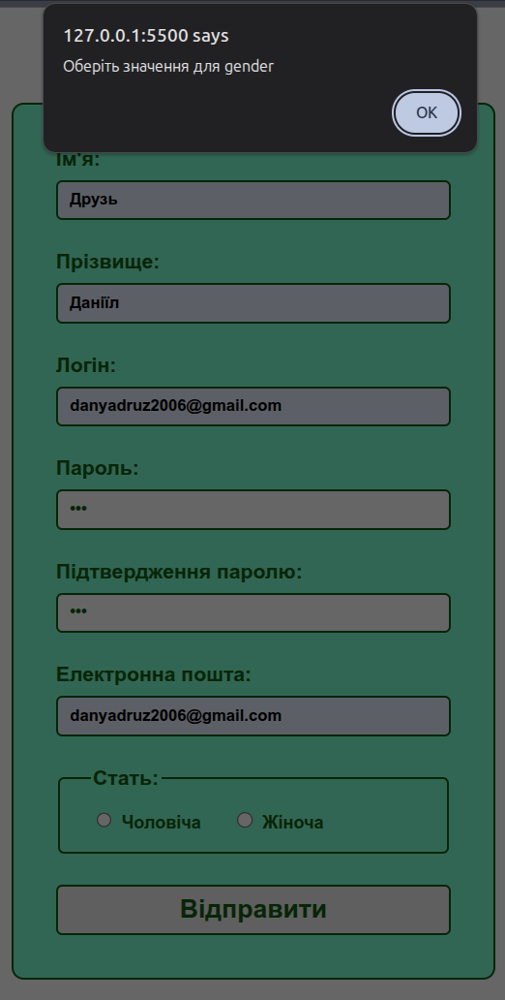 127.0.0.1:5500 says
Оберіть значення для gender
OK
Ім'я:
Друзь
Прізвище:
Данііл
Логін:
danyadruz2006@gmail.com
Пароль:
•••
Підтвердження паролю:
•••
Електронна пошта:
danyadruz2006@gmail.com
Стать:
Чоловіча Жіноча
Відправити